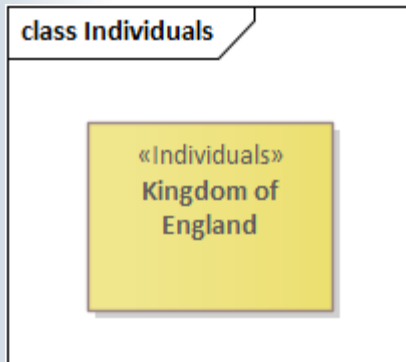 class Individuals
«Individuals»
Kingdom of
England